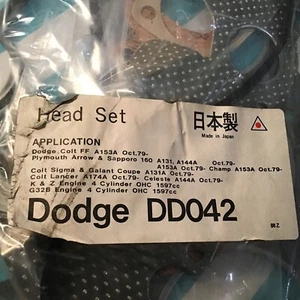 Head Set
日本製
Made in Japan
APPLICATION
Dodge.Colt FF A153A Oct.79-
Plymouth Arrow & Sapporo 160 A131, A144A
A153A Oct.79- Champ A153A Oct.79-
Colt Sigma & Galant Coupe A131A Oct.79-
Colt Lancer A174A Oct.79- Celeste A144A Oct.79-
K & Z Engine 4 Cylinder OHC 1597cc
G32B Engine 4 Cylinder OHC 1597cc
Dodge DD042